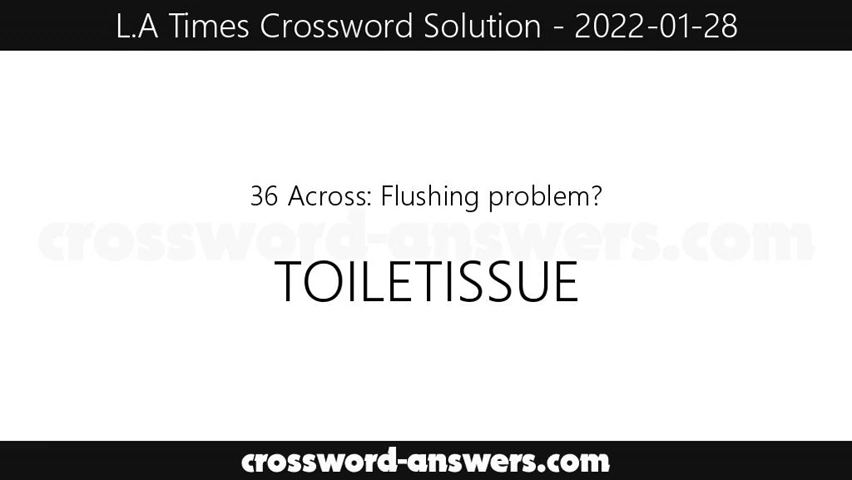 L.A Times Crossword Solution - 2022-01-28
36 Across: Flushing problem?
crossword-answers.com
TOILETISSUE
crossword-answers.com